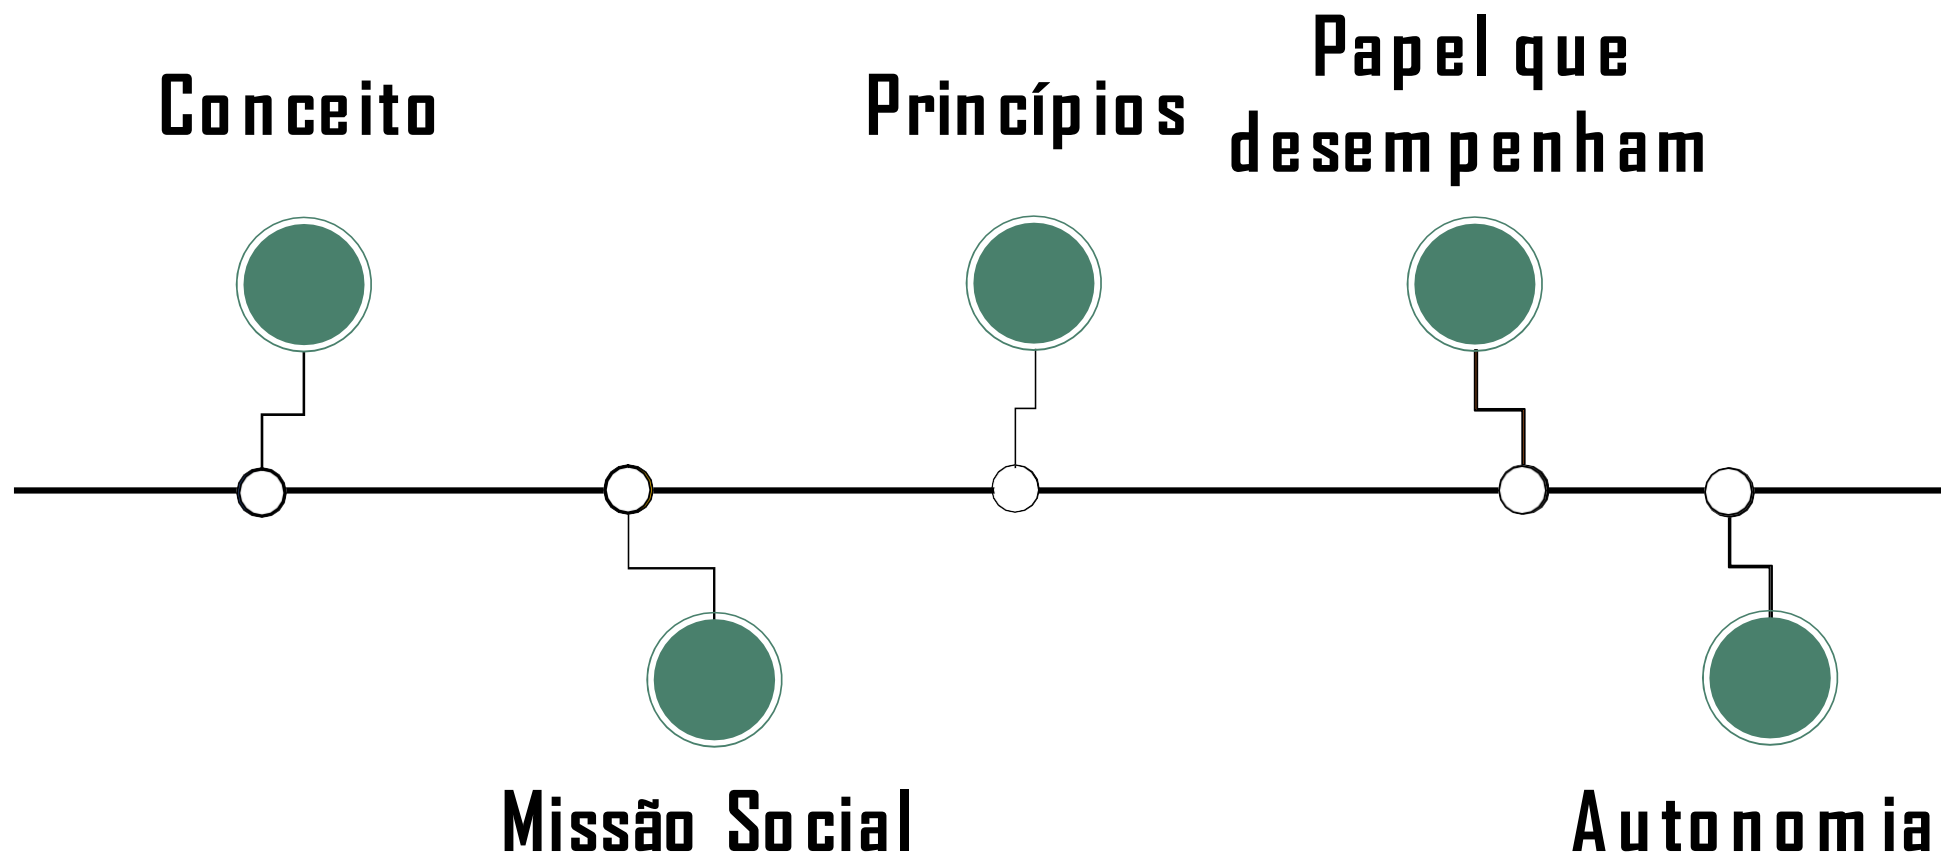 Conceito
Princípios
Papel que
desempenham
Missão Social
Autonomia